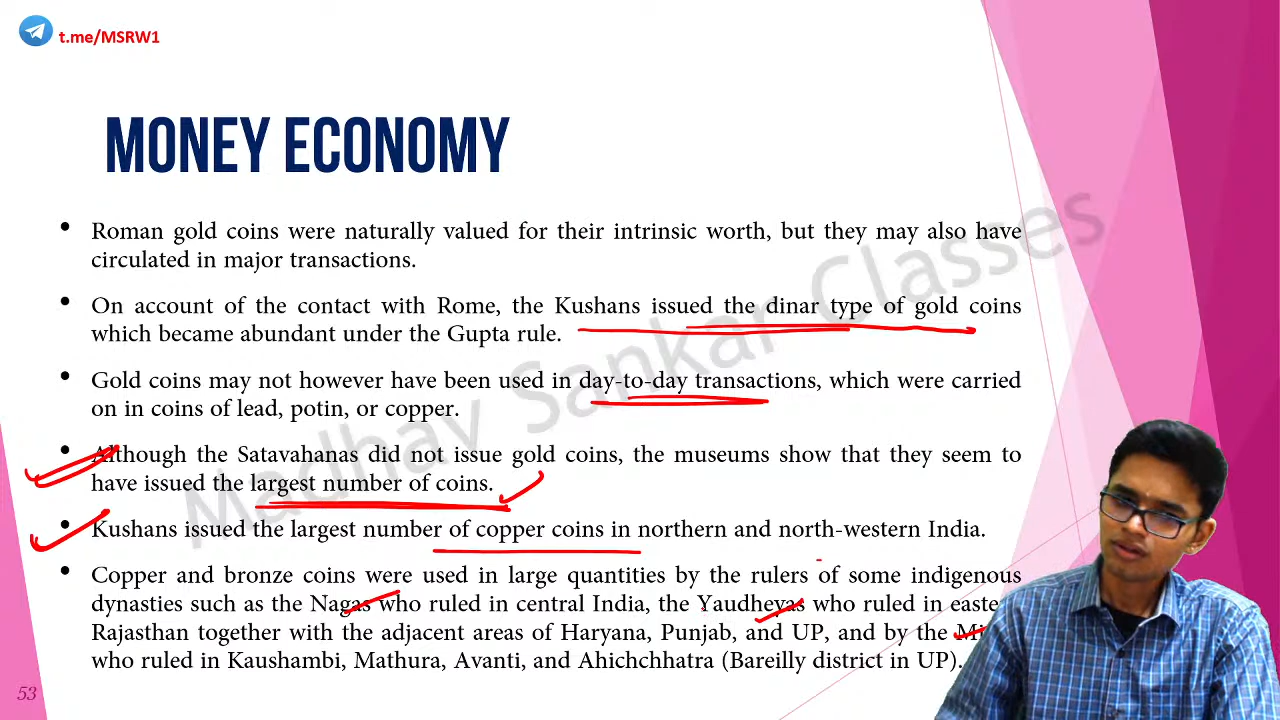 t.me/MSRW1
MONEY ECONOMY
• Roman gold coins were naturally valued for their intrinsic worth, but they may also have
circulated in major transactions.
• On account of the contact with Rome, the Kushans issued the dinar type of gold coins
which became abundant under the Gupta rule.
• Gold coins may not however have been used in day-to-day transactions, which were carried
on in coins of lead, potin, or copper.
• Although the Satavahanas did not issue gold coins, the museums show that they seem to
have issued the largest number of coins.
• Kushans issued the largest number of copper coins in northern and north-western India.
• Copper and bronze coins were used in large quantities by the rulers of some indigenous
dynasties such as the Nagas who ruled in central India, the Yaudheyas who ruled in
Rajasthan together with the adjacent areas of Haryana, Punjab, and UP, and by the
who ruled in Kaushambi, Mathura, Avanti, and Ahichchhatra (Bareilly district in UP).
53
Madhav Sankar Classes